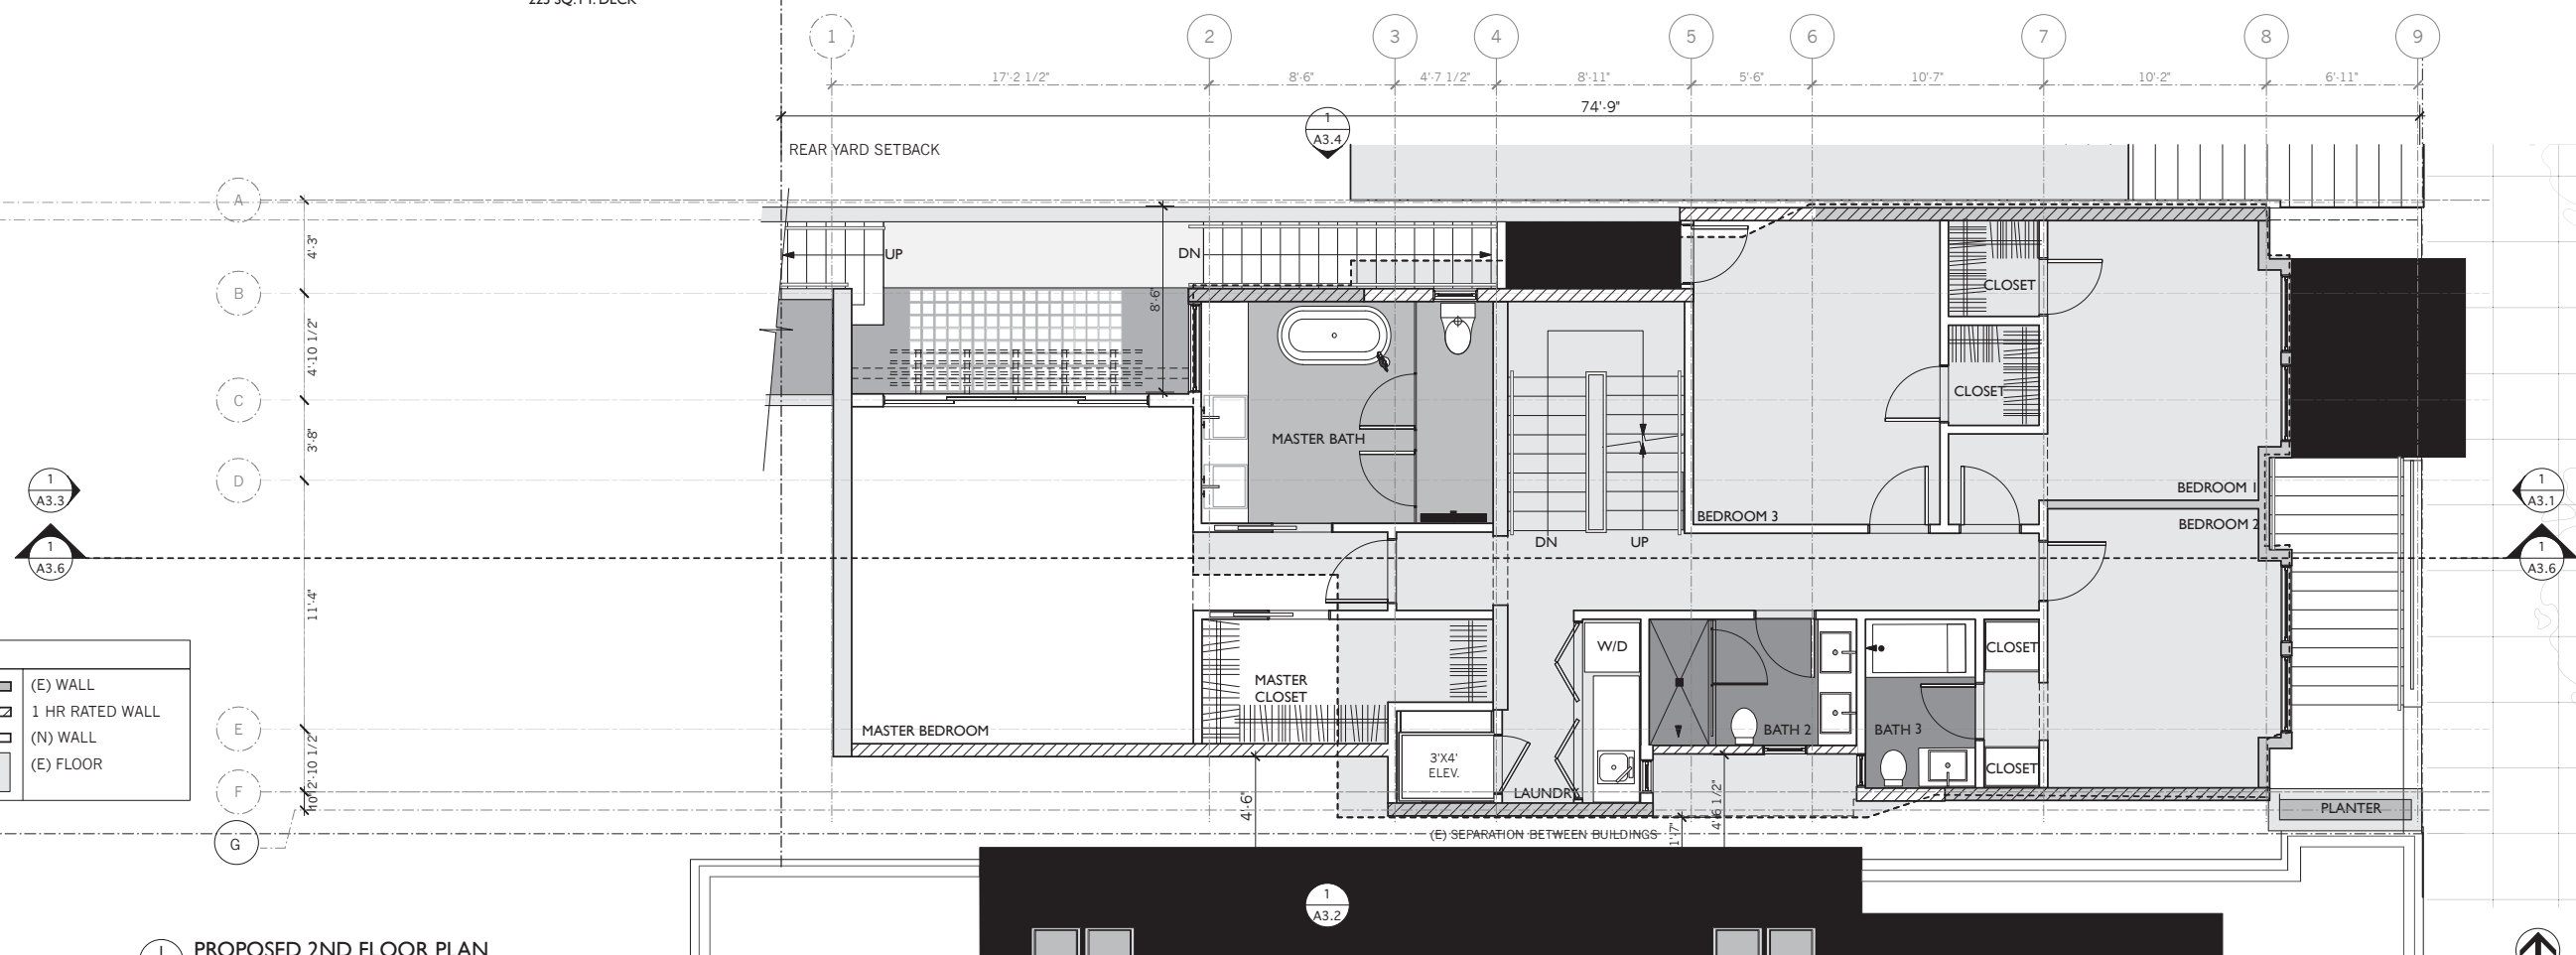 225 SQ. FT. DECK
1 2 3 4 5 6 7 8 9
17'-2 1/2" 8'-6" 4'-7 1/2" 8'-11" 5'-6" 10'-7" 10'-2" 6'-11"
74'-9"
1
A3.4
REAR YARD SETBACK
A
4'-3"
UP
DN
B
CLOSET
8'-6"
4'-10 1/2"
C
CLOSET
MASTER BATH
3'-8"
D
1
A3.3
BEDROOM 1
1
A3.1
BEDROOM 3
BEDROOM 2
DN
UP
1
A3.6
1
A3.6
11'-4"
W/D
CLOSET
MASTER
CLOSET
(E) WALL
1 HR RATED WALL
(N) WALL
(E) FLOOR
E
MASTER BEDROOM
BATH 2
BATH 3
3'X4'
ELEV.
CLOSET
2'-10 1/2"
F
10"
LAUNDRY
4'-6"
4'-6 1/2"
PLANTER
1'-7"
(E) SEPARATION BETWEEN BUILDINGS
G
1
A3.2
1
PROPOSED 2ND FLOOR PLAN